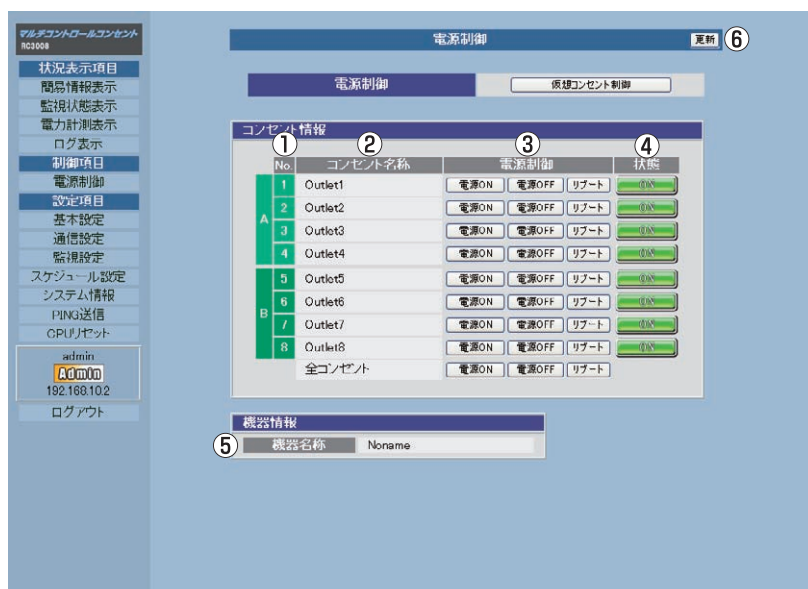 マルチコントロールコンセント
RC3008
状況表示項目
簡易情報表示
監視状態表示
電力計測表示
ログ表示
制御項目
電源制御
設定項目
基本設定
通信設定
監視設定
スケジュール設定
システム情報
PING送信
CPUリセット
admin
Admin
192.168.10.2
ログアウト
電源制御 更新 ⑥
電源制御 仮想コンセント制御
コンセント情報
① ② ③ ④
No. コンセント名称 電源制御 状態
A
1 Outlet1 電源ON 電源OFF リブート ON
2 Outlet2 電源ON 電源OFF リブート ON
3 Outlet3 電源ON 電源OFF リブート ON
4 Outlet4 電源ON 電源OFF リブート ON
B
5 Outlet5 電源ON 電源OFF リブート ON
6 Outlet6 電源ON 電源OFF リブート ON
7 Outlet7 電源ON 電源OFF リブート ON
8 Outlet8 電源ON 電源OFF リブート ON
全コンセント 電源ON 電源OFF リブート
機器情報
⑤ 機器名称 Noname